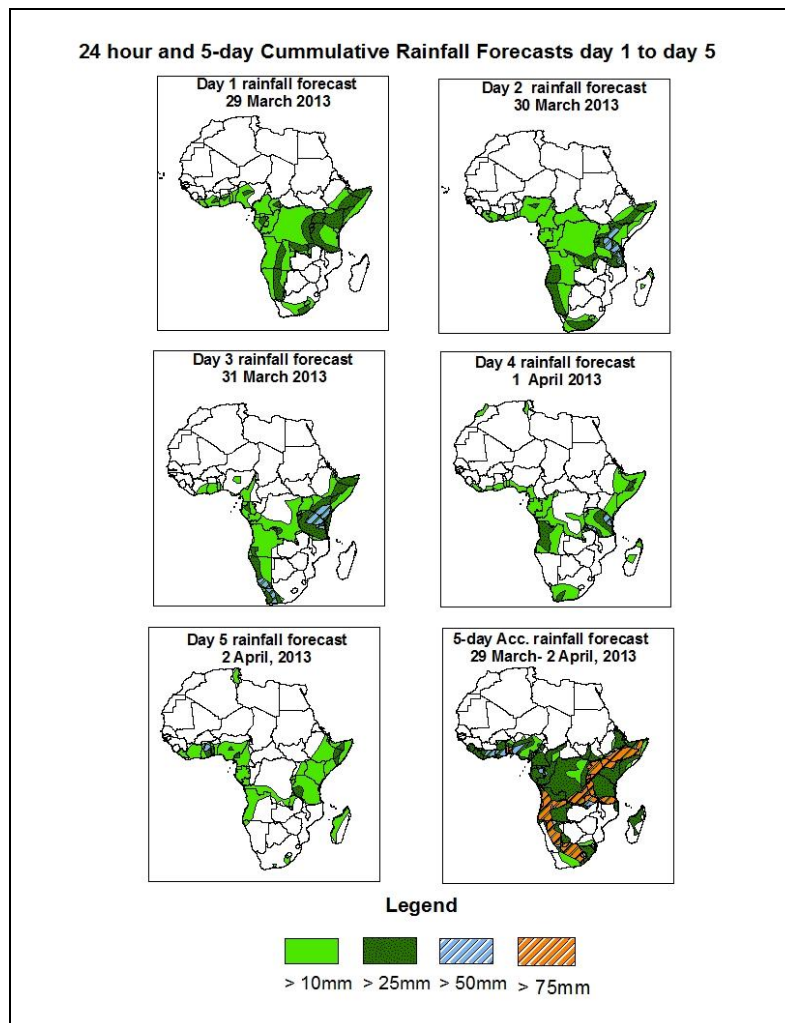 24 hour and 5-day Cummulative Rainfall Forecasts day 1 to day 5
Day 1 rainfall forecast
29 March 2013
Day 2 rainfall forecast
30 March 2013
Day 3 rainfall forecast
31 March 2013
Day 4 rainfall forecast
1 April 2013
Day 5 rainfall forecast
2 April, 2013
5-day Acc. rainfall forecast
29 March- 2 April, 2013
Legend
> 10mm > 25mm > 50mm > 75mm